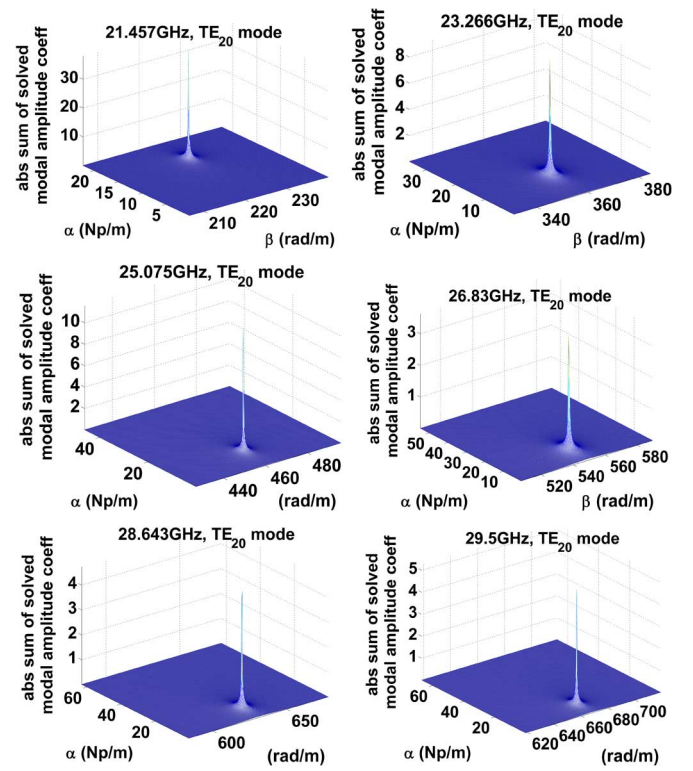 21.457GHz, TE20 mode
abs sum of solved
modal amplitude coeff
30
20
10
20
15
10
5
210
220
230
α (Np/m)
β (rad/m)
23.266GHz, TE20 mode
abs sum of solved
modal amplitude coeff
8
6
4
2
30
20
10
340
360
380
α (Np/m)
β (rad/m)
25.075GHz, TE20 mode
abs sum of solved
modal amplitude coeff
10
8
6
4
2
40
20
440
460
480
α (Np/m)
(rad/m)
26.83GHz, TE20 mode
abs sum of solved
modal amplitude coeff
3
2
1
50
40
30
20
10
520
540
560
580
α (Np/m)
β (rad/m)
28.643GHz, TE20 mode
abs sum of solved
modal amplitude coeff
4
3
2
1
60
40
20
600
650
α (Np/m)
(rad/m)
29.5GHz, TE20 mode
abs sum of solved
modal amplitude coeff
5
4
3
2
1
60
40
20
620
640
660
680
700
α (Np/m)
(rad/m)